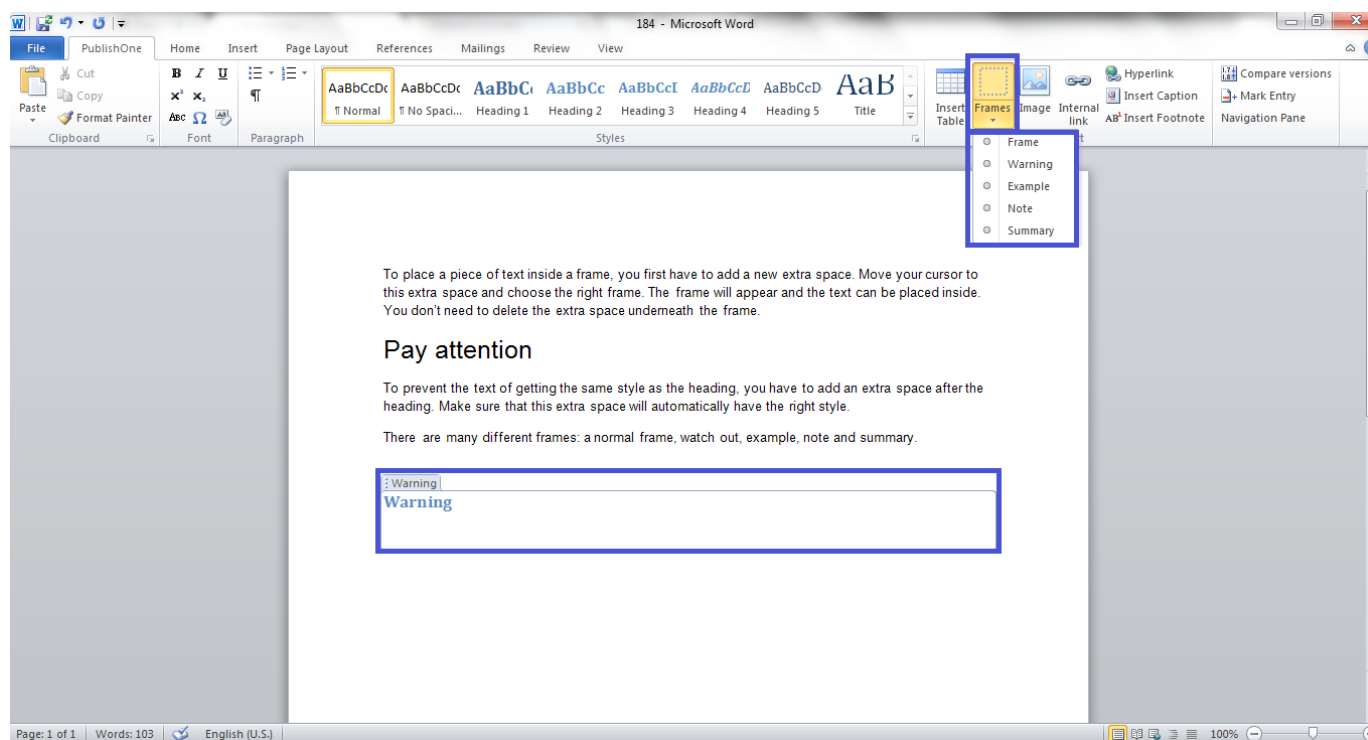 184 - Microsoft Word
File PublishOne Home Insert Page Layout References Mailings Review View
Paste
Cut
Copy
Format Painter
Clipboard
B I U
x² x₂ ¶
ABC Ω
Font
Paragraph
AaBbCcDc AaBbCcDc AaBbC AaBbCc AaBbCcI AaBbCcD AaBbCcD AaB
¶ Normal ¶ No Spaci... Heading 1 Heading 2 Heading 3 Heading 4 Heading 5 Title
Styles
Insert Table
Frames
Image
Internal link
Hyperlink
Insert Caption
AB¹ Insert Footnote
Compare versions
Mark Entry
Navigation Pane
Frame
Warning
Example
Note
Summary
To place a piece of text inside a frame, you first have to add a new extra space. Move your cursor to
this extra space and choose the right frame. The frame will appear and the text can be placed inside.
You don't need to delete the extra space underneath the frame.
Pay attention
To prevent the text of getting the same style as the heading, you have to add an extra space after the
heading. Make sure that this extra space will automatically have the right style.
There are many different frames: a normal frame, watch out, example, note and summary.
Warning
Warning
Page: 1 of 1 Words: 103 English (U.S.) 100%